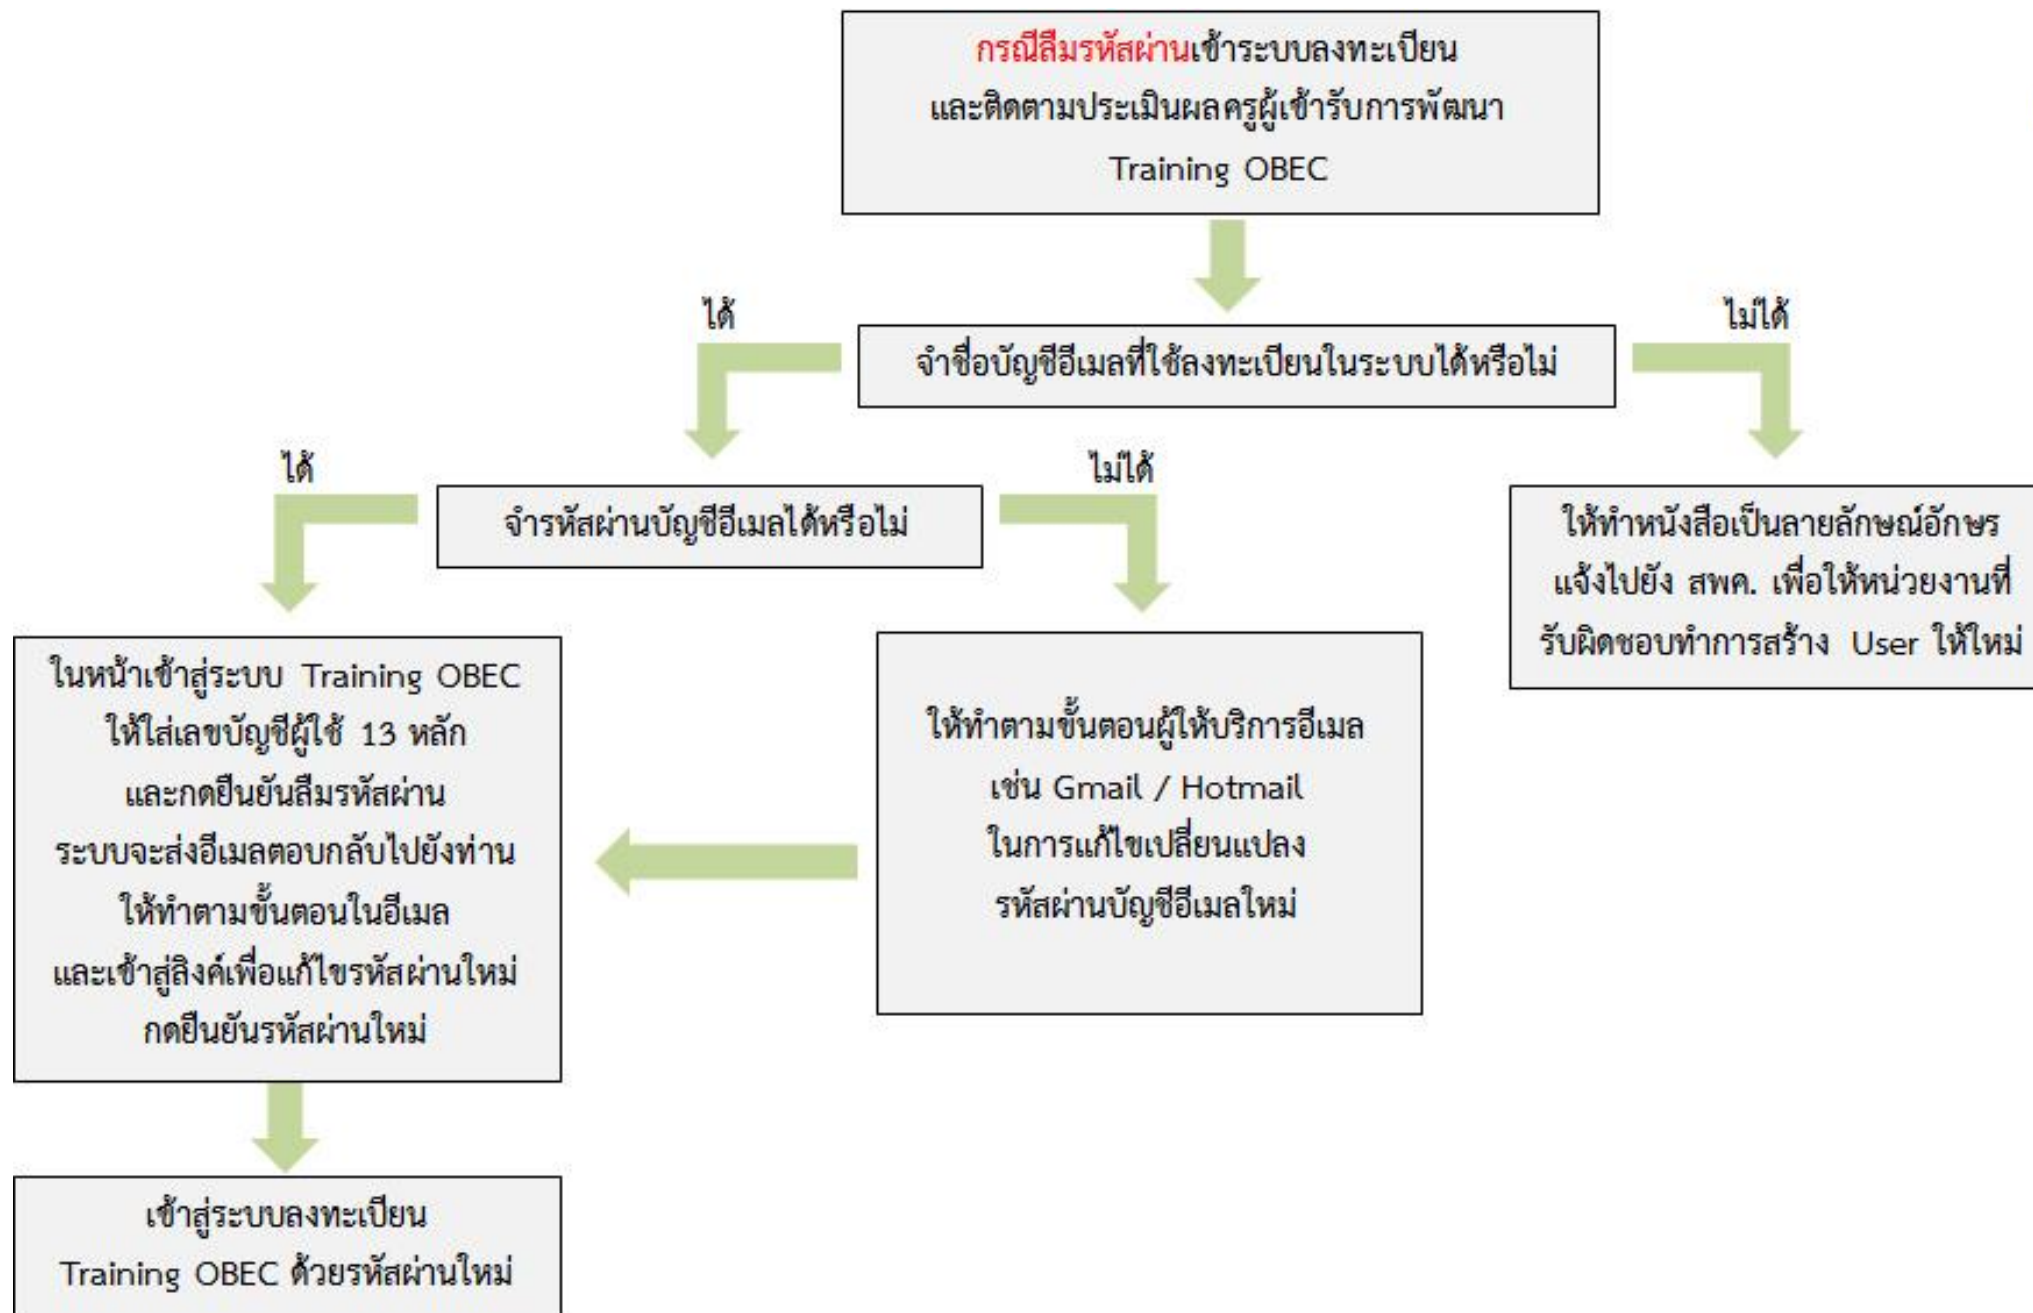 กรณีลืมรหัสผ่านเข้าระบบลงทะเบียน
และติดตามประเมินผลครูผู้เข้ารับการพัฒนา
Training OBEC
ได้
ไม่ได้
จำชื่อบัญชีอีเมลที่ใช้ลงทะเบียนในระบบได้หรือไม่
ได้
ไม่ได้
จำรหัสผ่านบัญชีอีเมลได้หรือไม่
ให้ทำหนังสือเป็นลายลักษณ์อักษร
แจ้งไปยัง สพค. เพื่อให้หน่วยงานที่
รับผิดชอบทำการสร้าง User ให้ใหม่
ในหน้าเข้าสู่ระบบ Training OBEC
ให้ใส่เลขบัญชีผู้ใช้ 13 หลัก
และกดยืนยันลืมรหัสผ่าน
ระบบจะส่งอีเมลตอบกลับไปยังท่าน
ให้ทำตามขั้นตอนในอีเมล
และเข้าสู่ลิงค์เพื่อแก้ไขรหัสผ่านใหม่
กดยืนยันรหัสผ่านใหม่
ให้ทำตามขั้นตอนผู้ให้บริการอีเมล
เช่น Gmail / Hotmail
ในการแก้ไขเปลี่ยนแปลง
รหัสผ่านบัญชีอีเมลใหม่
เข้าสู่ระบบลงทะเบียน
Training OBEC ด้วยรหัสผ่านใหม่